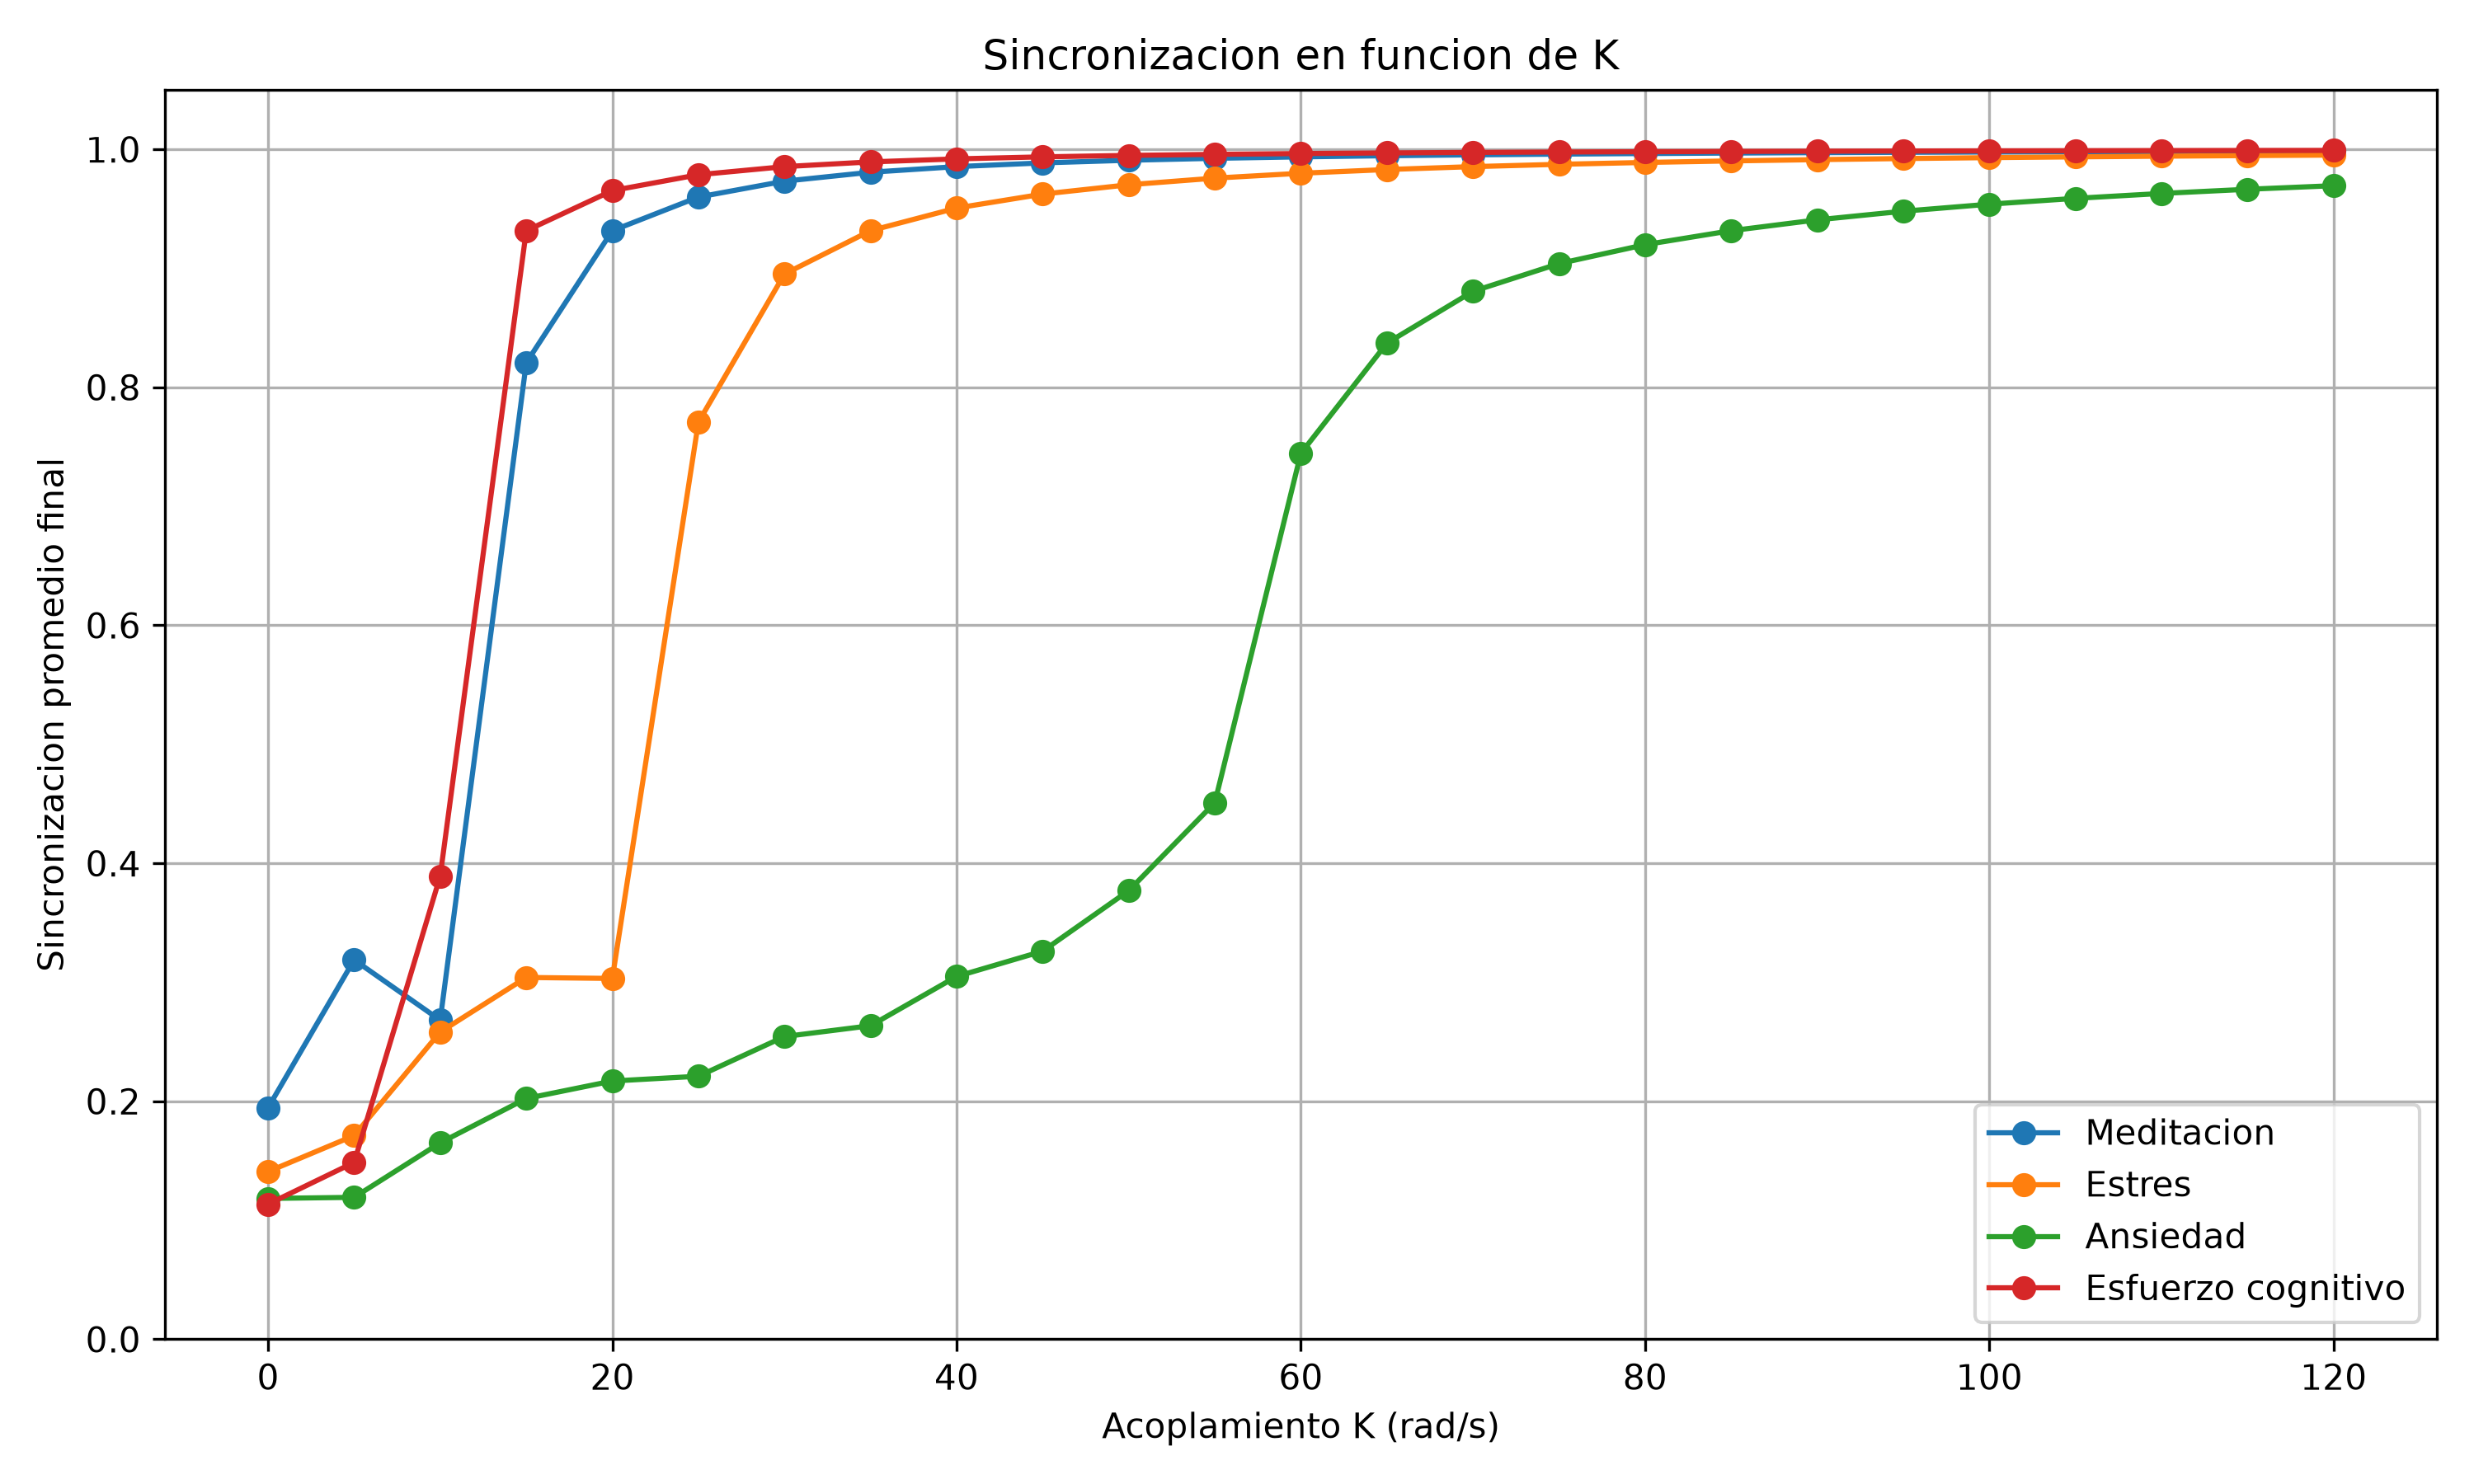 Sincronizacion en funcion de K
Sincronizacion promedio final
1.0
0.8
0.6
0.4
0.2
0.0
0 20 40 60 80 100 120
Acoplamiento K (rad/s)
Meditacion
Estres
Ansiedad
Esfuerzo cognitivo